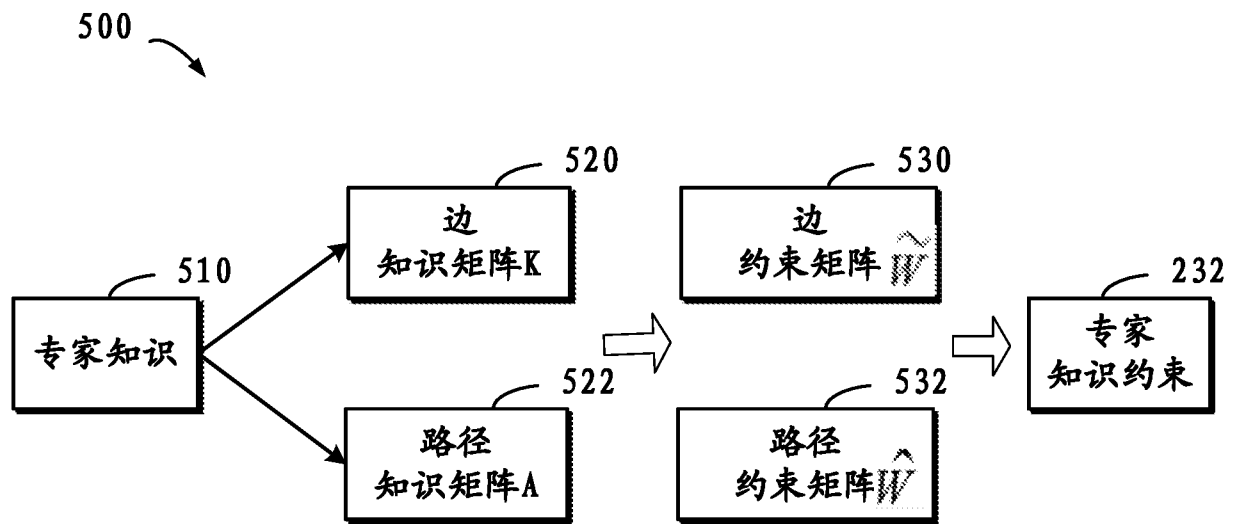 500
520
530
边
知识矩阵K
边
约束矩阵 W̃
510
232
专家知识
专家
知识约束
522
532
路径
知识矩阵A
路径
约束矩阵Ŵ